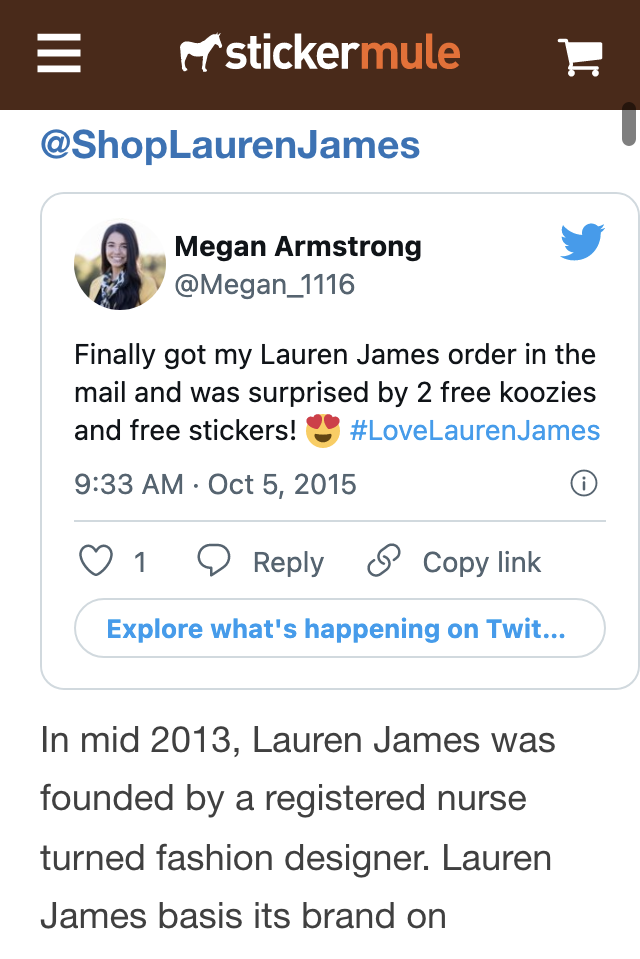 stickermule
@ShopLaurenJames
Megan Armstrong
@Megan_1116
Finally got my Lauren James order in the
mail and was surprised by 2 free koozies
and free stickers! 😍 #LoveLaurenJames
9:33 AM · Oct 5, 2015
1 Reply Copy link
Explore what's happening on Twit...
In mid 2013, Lauren James was
founded by a registered nurse
turned fashion designer. Lauren
James basis its brand on